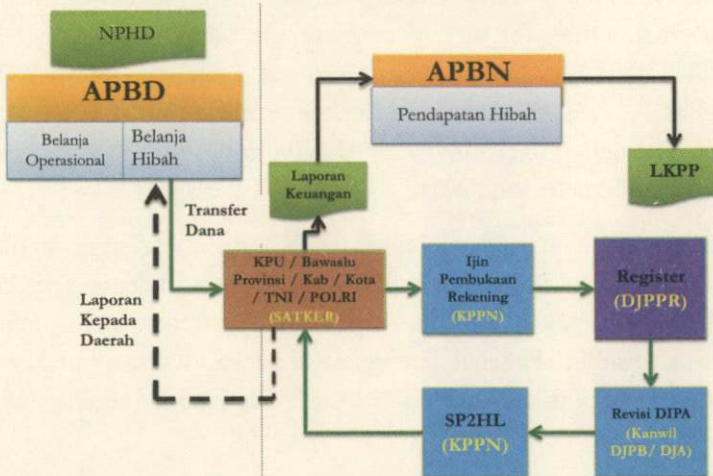 NPHD
APBD
Belanja
Operasional
Belanja
Hibah
APBN
Pendapatan Hibah
Laporan
Keuangan
LKPP
Transfer
Dana
Laporan
Kepada
Daerah
KPU / Bawaslu
Provinsi / Kab / Kota
/ TNI / POLRI
(SATKER)
Ijin
Pembukaan
Rekening
(KPPN)
Register
(DJPPR)
SP2HL
(KPPN)
Revisi DIPA
(Kanwil
DJPB/ DJA)